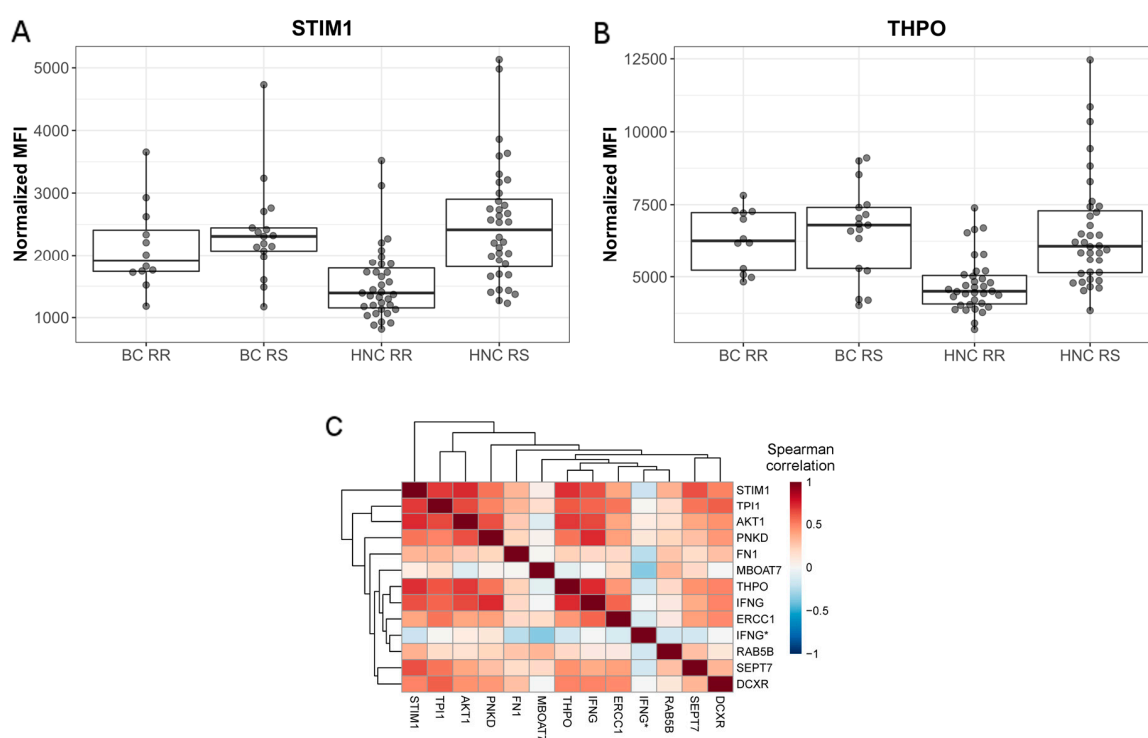 A
STIM1
Normalized MFI
5000
4000
3000
2000
1000
BC RR
BC RS
HNC RR
HNC RS
B
THPO
Normalized MFI
12500
10000
7500
5000
BC RR
BC RS
HNC RR
HNC RS
C
Spearman
correlation
1
0.5
0
−0.5
−1
STIM1
TPI1
AKT1
PNKD
FN1
MBOAT7
THPO
IFNG
ERCC1
IFNG*
RAB5B
SEPT7
DCXR
STIM1
TPI1
AKT1
PNKD
FN1
MBOAT7
THPO
IFNG
ERCC1
IFNG*
RAB5B
SEPT7
DCXR